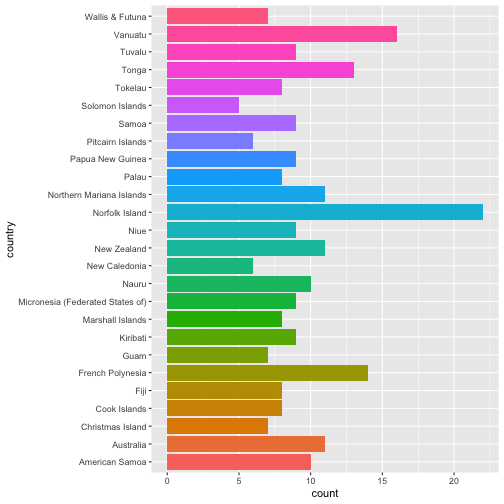 Wallis & Futuna
Vanuatu
Tuvalu
Tonga
Tokelau
Solomon Islands
Samoa
Pitcairn Islands
Papua New Guinea
Palau
Northern Mariana Islands
Norfolk Island
Niue
New Zealand
New Caledonia
Nauru
Micronesia (Federated States of)
Marshall Islands
Kiribati
Guam
French Polynesia
Fiji
Cook Islands
Christmas Island
Australia
American Samoa
country
0 5 10 15 20
count